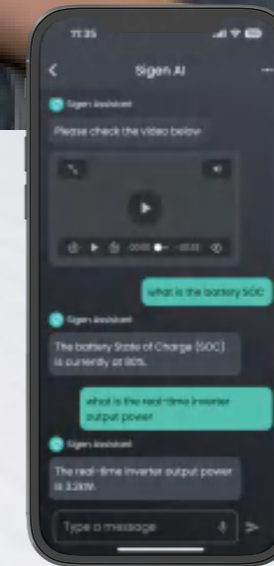 11:35
Sigen AI
Sigen Assistant
Please check the video below
what is the battery SOC
Sigen Assistant
The battery State of Charge (SOC)
is currently at 80%.
what is the real-time inverter
output power
Sigen Assistant
The real-time inverter output power
is 3.2kW.
Type a message